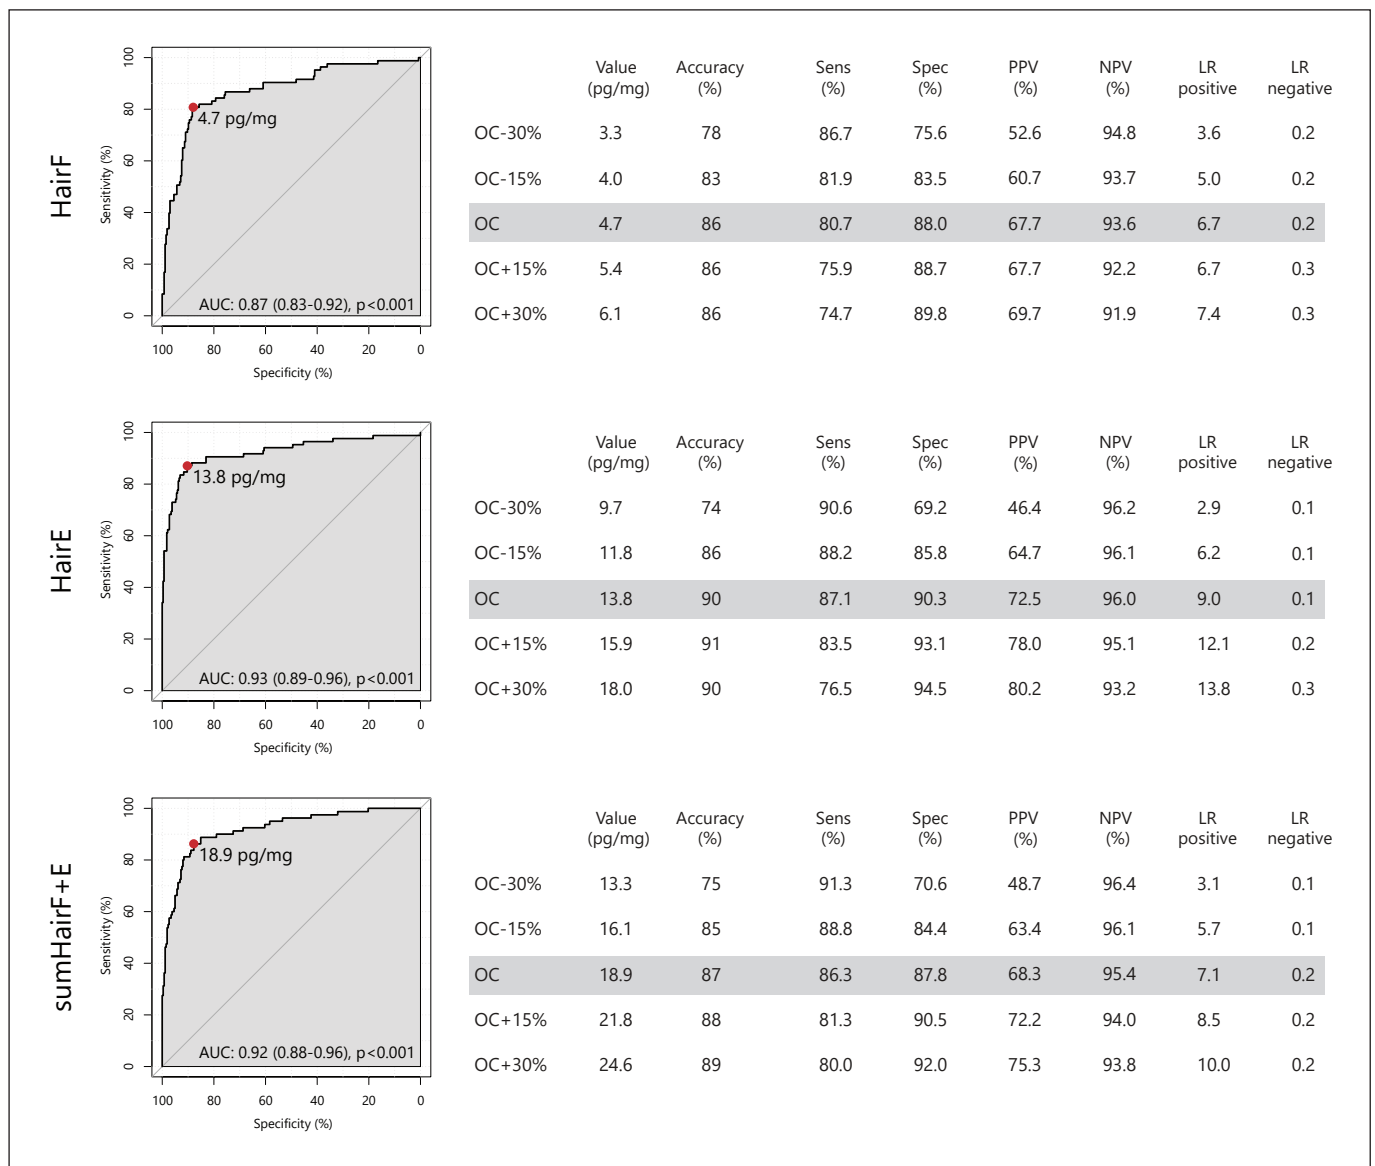 HairF
Sensitivity (%)
100
80
60
40
20
0
4.7 pg/mg
AUC: 0.87 (0.83-0.92), p<0.001
100 80 60 40 20 0
Specificity (%)
Value (pg/mg) Accuracy (%) Sens (%) Spec (%) PPV (%) NPV (%) LR positive LR negative
OC-30% 3.3 78 86.7 75.6 52.6 94.8 3.6 0.2
OC-15% 4.0 83 81.9 83.5 60.7 93.7 5.0 0.2
OC 4.7 86 80.7 88.0 67.7 93.6 6.7 0.2
OC+15% 5.4 86 75.9 88.7 67.7 92.2 6.7 0.3
OC+30% 6.1 86 74.7 89.8 69.7 91.9 7.4 0.3
HairE
Sensitivity (%)
100
80
60
40
20
0
13.8 pg/mg
AUC: 0.93 (0.89-0.96), p<0.001
100 80 60 40 20 0
Specificity (%)
Value (pg/mg) Accuracy (%) Sens (%) Spec (%) PPV (%) NPV (%) LR positive LR negative
OC-30% 9.7 74 90.6 69.2 46.4 96.2 2.9 0.1
OC-15% 11.8 86 88.2 85.8 64.7 96.1 6.2 0.1
OC 13.8 90 87.1 90.3 72.5 96.0 9.0 0.1
OC+15% 15.9 91 83.5 93.1 78.0 95.1 12.1 0.2
OC+30% 18.0 90 76.5 94.5 80.2 93.2 13.8 0.3
sumHairF+E
Sensitivity (%)
100
80
60
40
20
0
18.9 pg/mg
AUC: 0.92 (0.88-0.96), p<0.001
100 80 60 40 20 0
Specificity (%)
Value (pg/mg) Accuracy (%) Sens (%) Spec (%) PPV (%) NPV (%) LR positive LR negative
OC-30% 13.3 75 91.3 70.6 48.7 96.4 3.1 0.1
OC-15% 16.1 85 88.8 84.4 63.4 96.1 5.7 0.1
OC 18.9 87 86.3 87.8 68.3 95.4 7.1 0.2
OC+15% 21.8 88 81.3 90.5 72.2 94.0 8.5 0.2
OC+30% 24.6 89 80.0 92.0 75.3 93.8 10.0 0.2